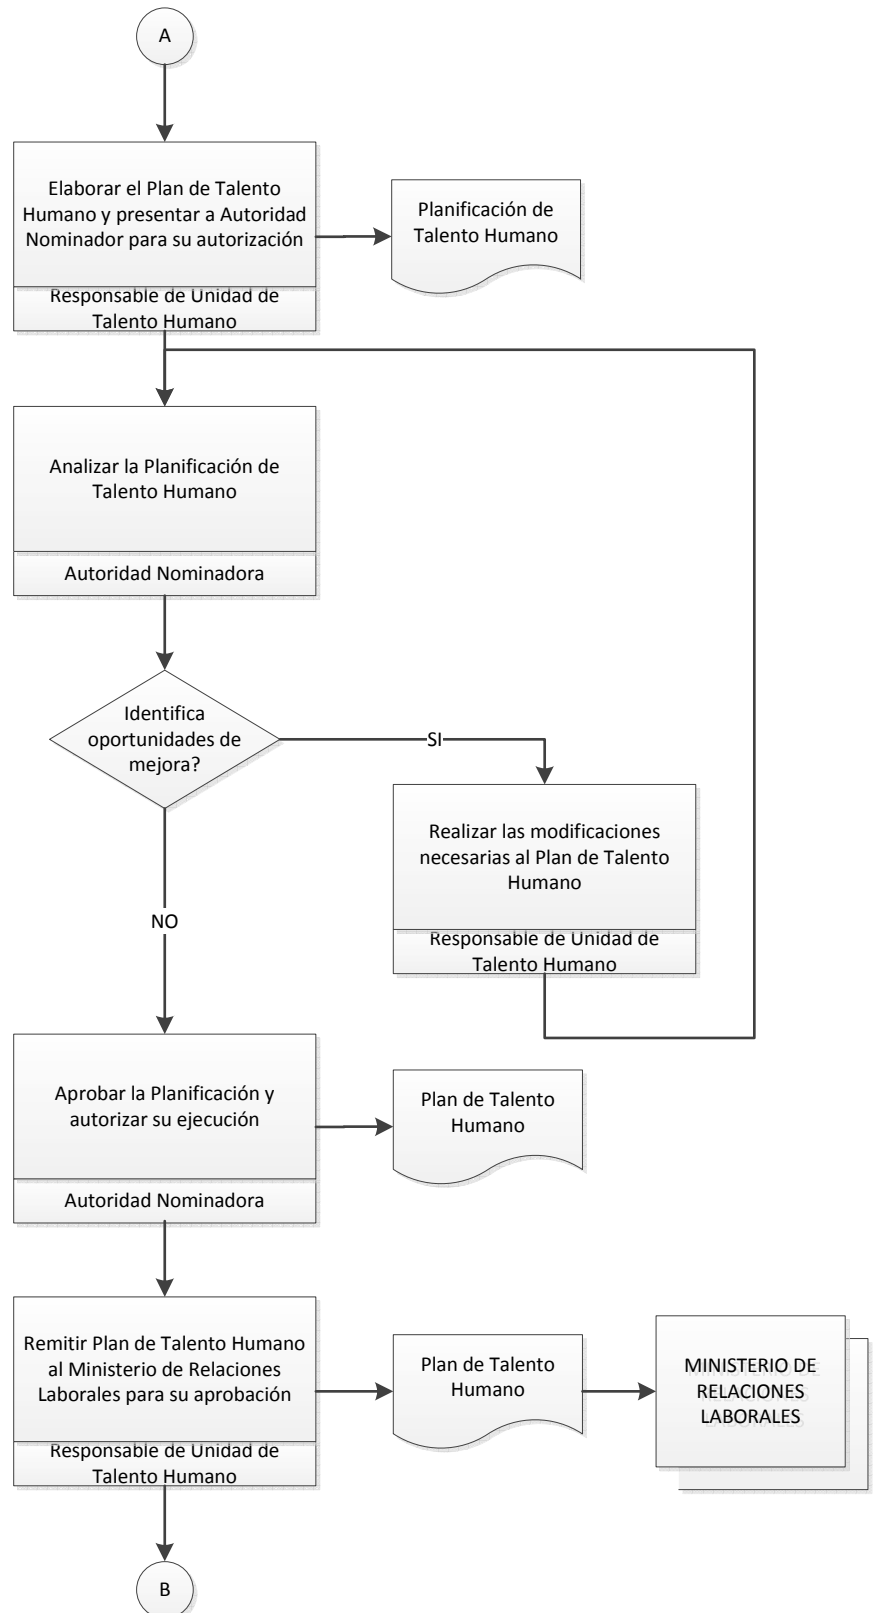 A
Elaborar el Plan de Talento
Humano y presentar a Autoridad
Nominador para su autorización
Responsable de Unidad de
Talento Humano
Planificación de
Talento Humano
Analizar la Planificación de
Talento Humano
Autoridad Nominadora
Identifica
oportunidades de
mejora?
SI
Realizar las modificaciones
necesarias al Plan de Talento
Humano
Responsable de Unidad de
Talento Humano
NO
Aprobar la Planificación y
autorizar su ejecución
Autoridad Nominadora
Plan de Talento
Humano
Remitir Plan de Talento Humano
al Ministerio de Relaciones
Laborales para su aprobación
Responsable de Unidad de
Talento Humano
Plan de Talento
Humano
MINISTERIO DE
RELACIONES
LABORALES
B